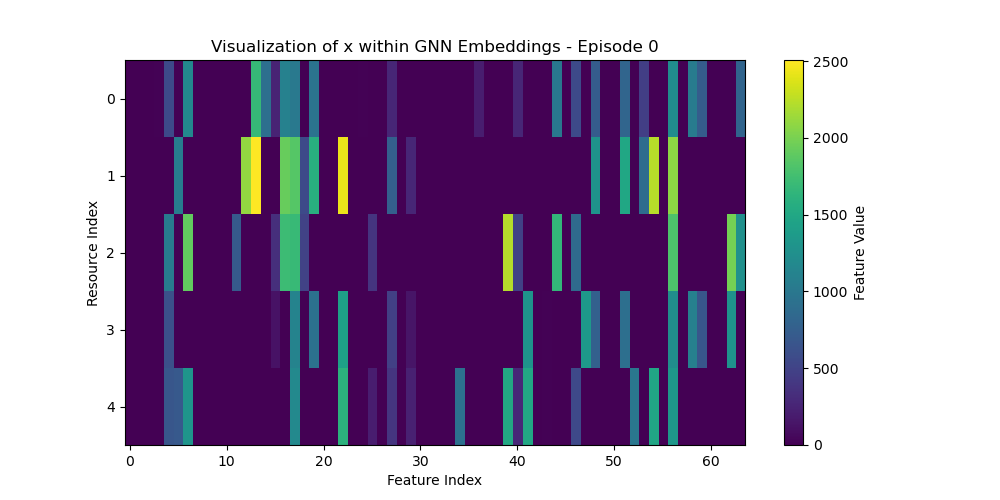 Visualization of x within GNN Embeddings - Episode 0
Resource Index
0
1
2
3
4
0 10 20 30 40 50 60
Feature Index
2500
2000
1500
1000
500
0
Feature Value